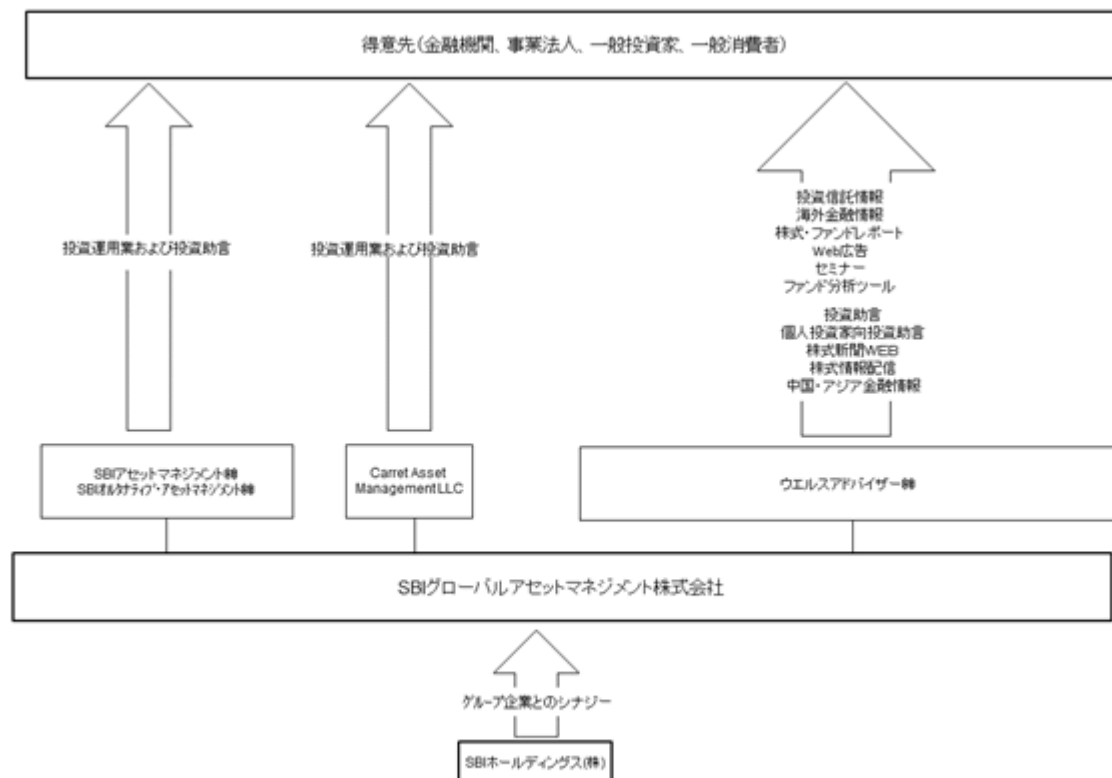 得意先(金融機関、事業法人、一般投資家、一般消費者)
投資運用業および投資助言
投資運用業および投資助言
投資信託情報
海外金融情報
株式・ファンドレポート
Web広告
セミナー
ファンド分析ツール
投資助言
個人投資家向投資助言
株式新聞WEB
株式情報配信
中国・アジア金融情報
SBIアセットマネジメント㈱
SBIオルタナティブ・アセットマネジメント㈱
Carret Asset
Management LLC
ウエルスアドバイザー㈱
SBIグローバルアセットマネジメント株式会社
グループ企業とのシナジー
SBIホールディングス(株)